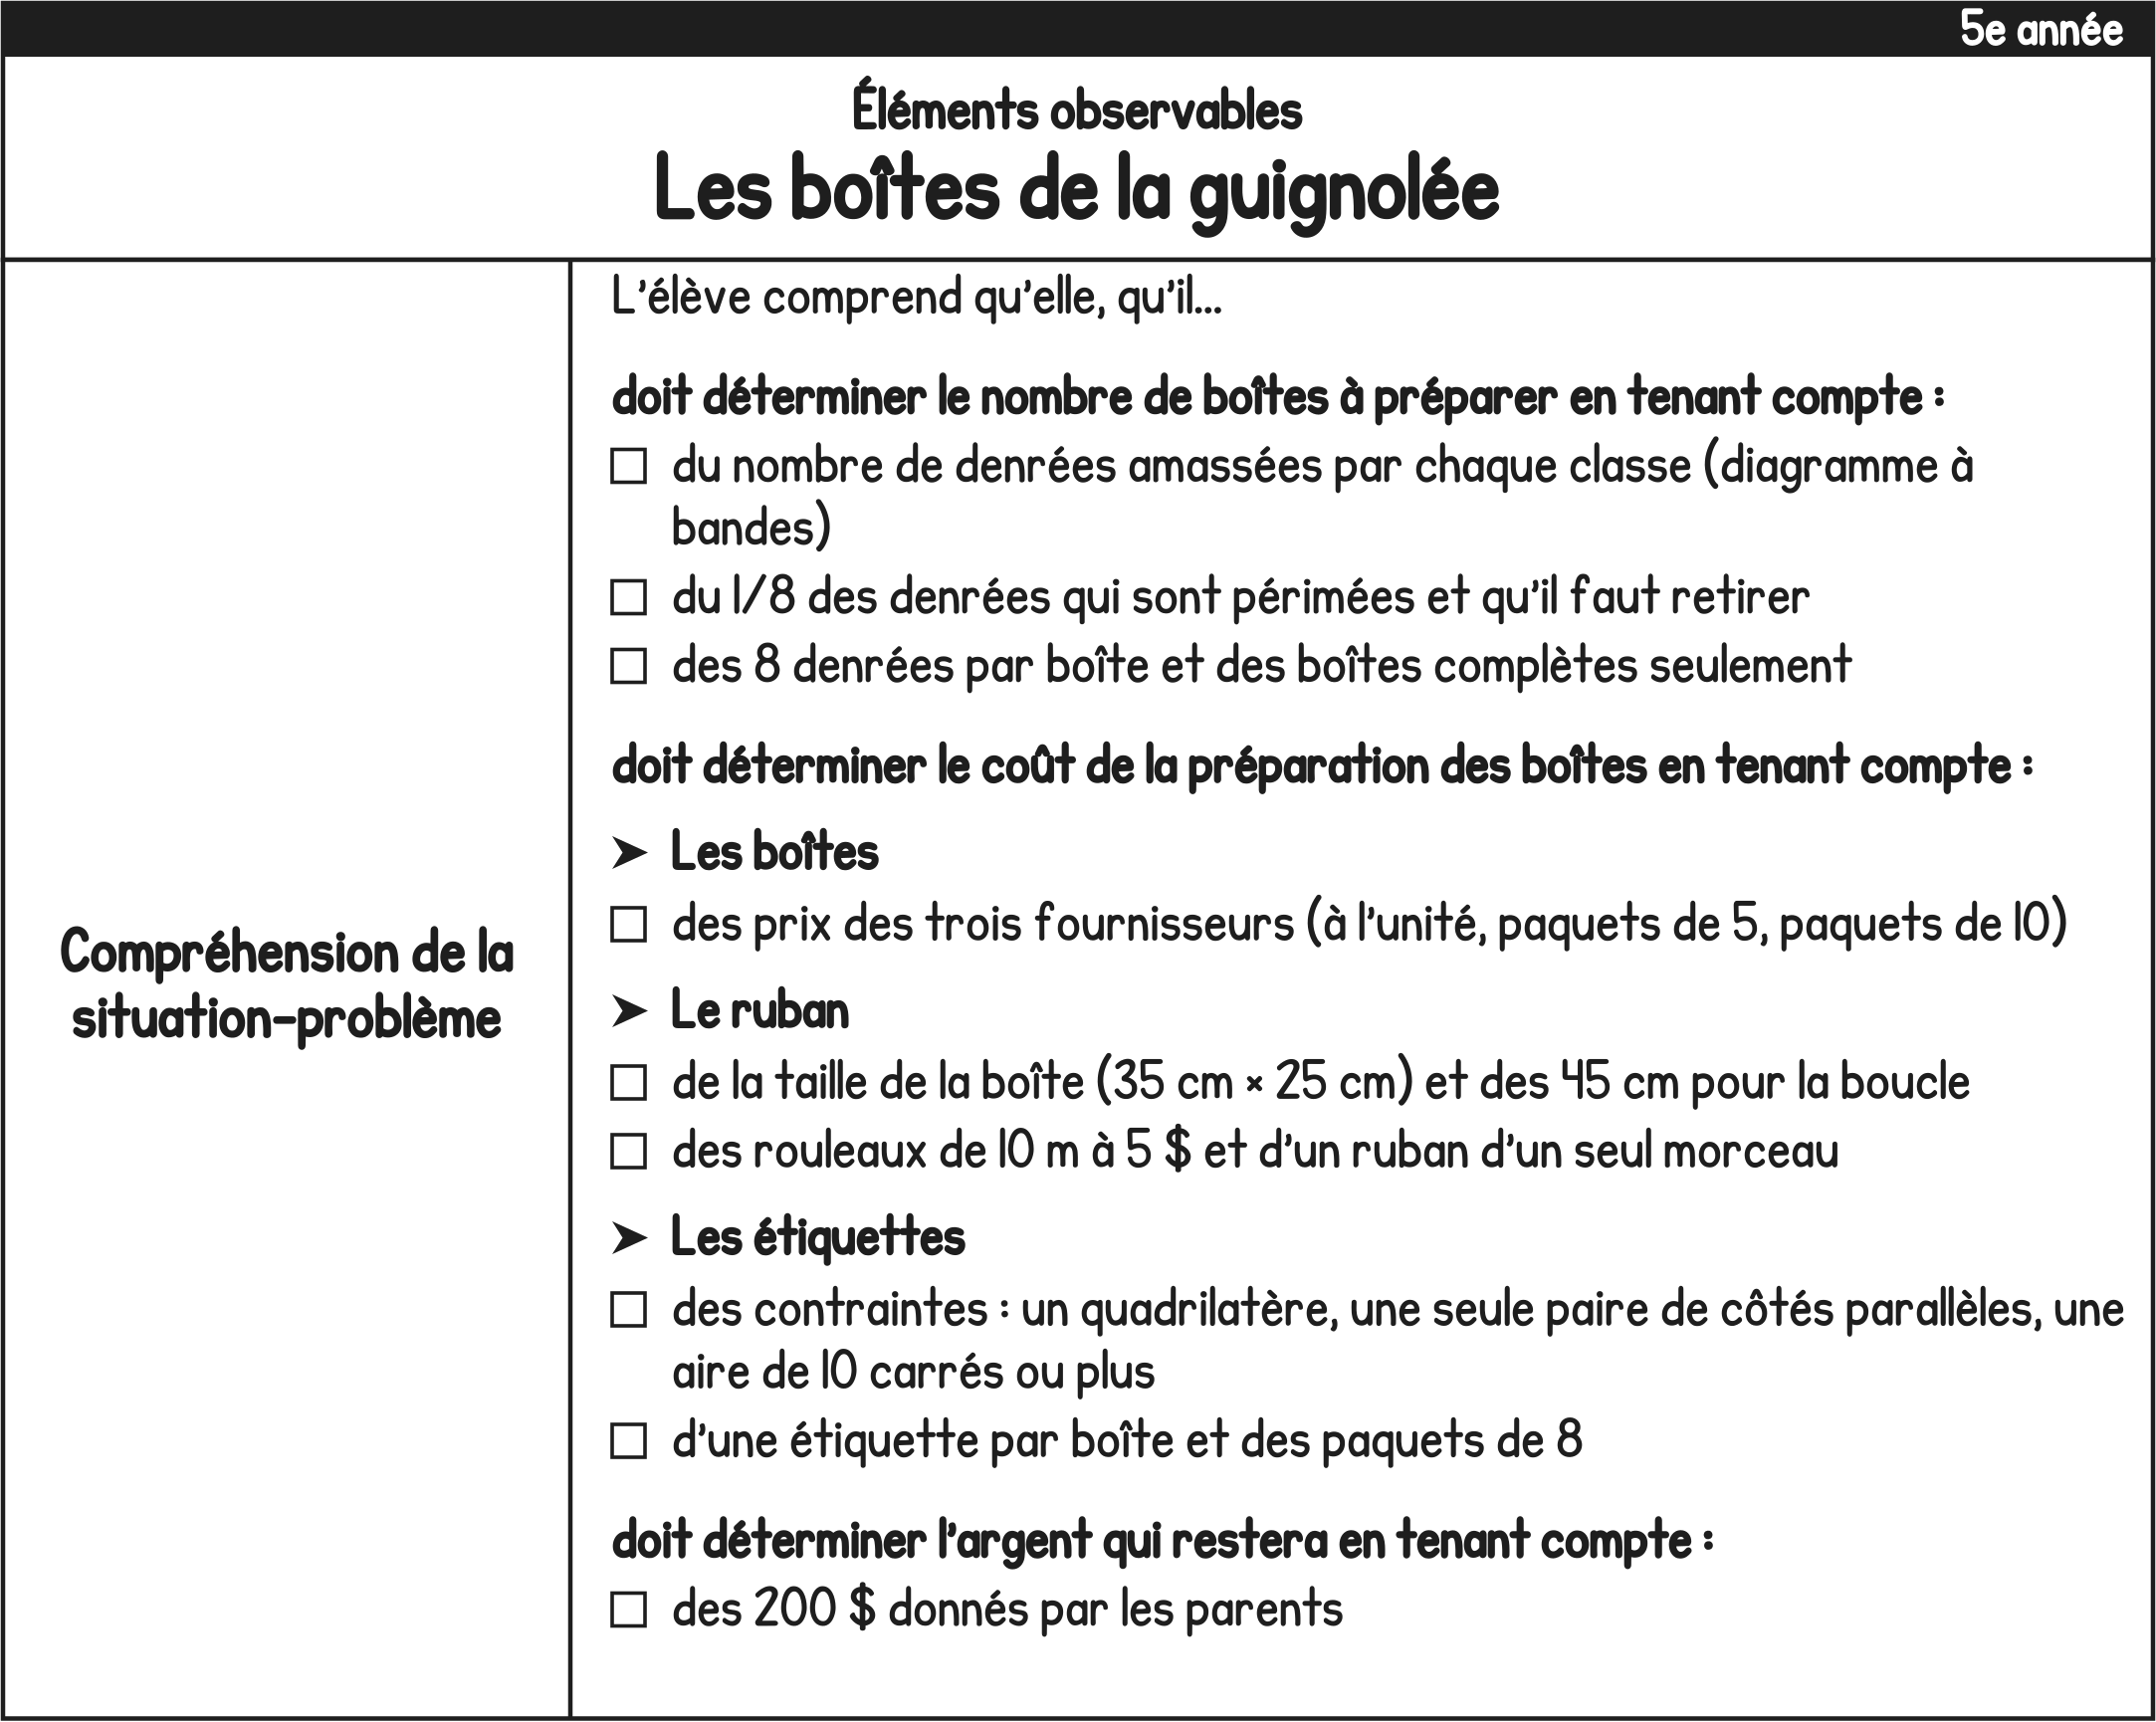 5e année
Éléments observables
Les boîtes de la guignolée
Compréhension de la
situation-problème
L'élève comprend qu'elle, qu'il...
doit déterminer le nombre de boîtes à préparer en tenant compte :
☐ du nombre de denrées amassées par chaque classe (diagramme à
bandes)
☐ du 1/8 des denrées qui sont périmées et qu'il faut retirer
☐ des 8 denrées par boîte et des boîtes complètes seulement
doit déterminer le coût de la préparation des boîtes en tenant compte :
➤ Les boîtes
☐ des prix des trois fournisseurs (à l'unité, paquets de 5, paquets de 10)
➤ Le ruban
☐ de la taille de la boîte (35 cm × 25 cm) et des 45 cm pour la boucle
☐ des rouleaux de 10 m à 5 $ et d'un ruban d'un seul morceau
➤ Les étiquettes
☐ des contraintes : un quadrilatère, une seule paire de côtés parallèles, une
aire de 10 carrés ou plus
☐ d'une étiquette par boîte et des paquets de 8
doit déterminer l'argent qui restera en tenant compte :
☐ des 200 $ donnés par les parents